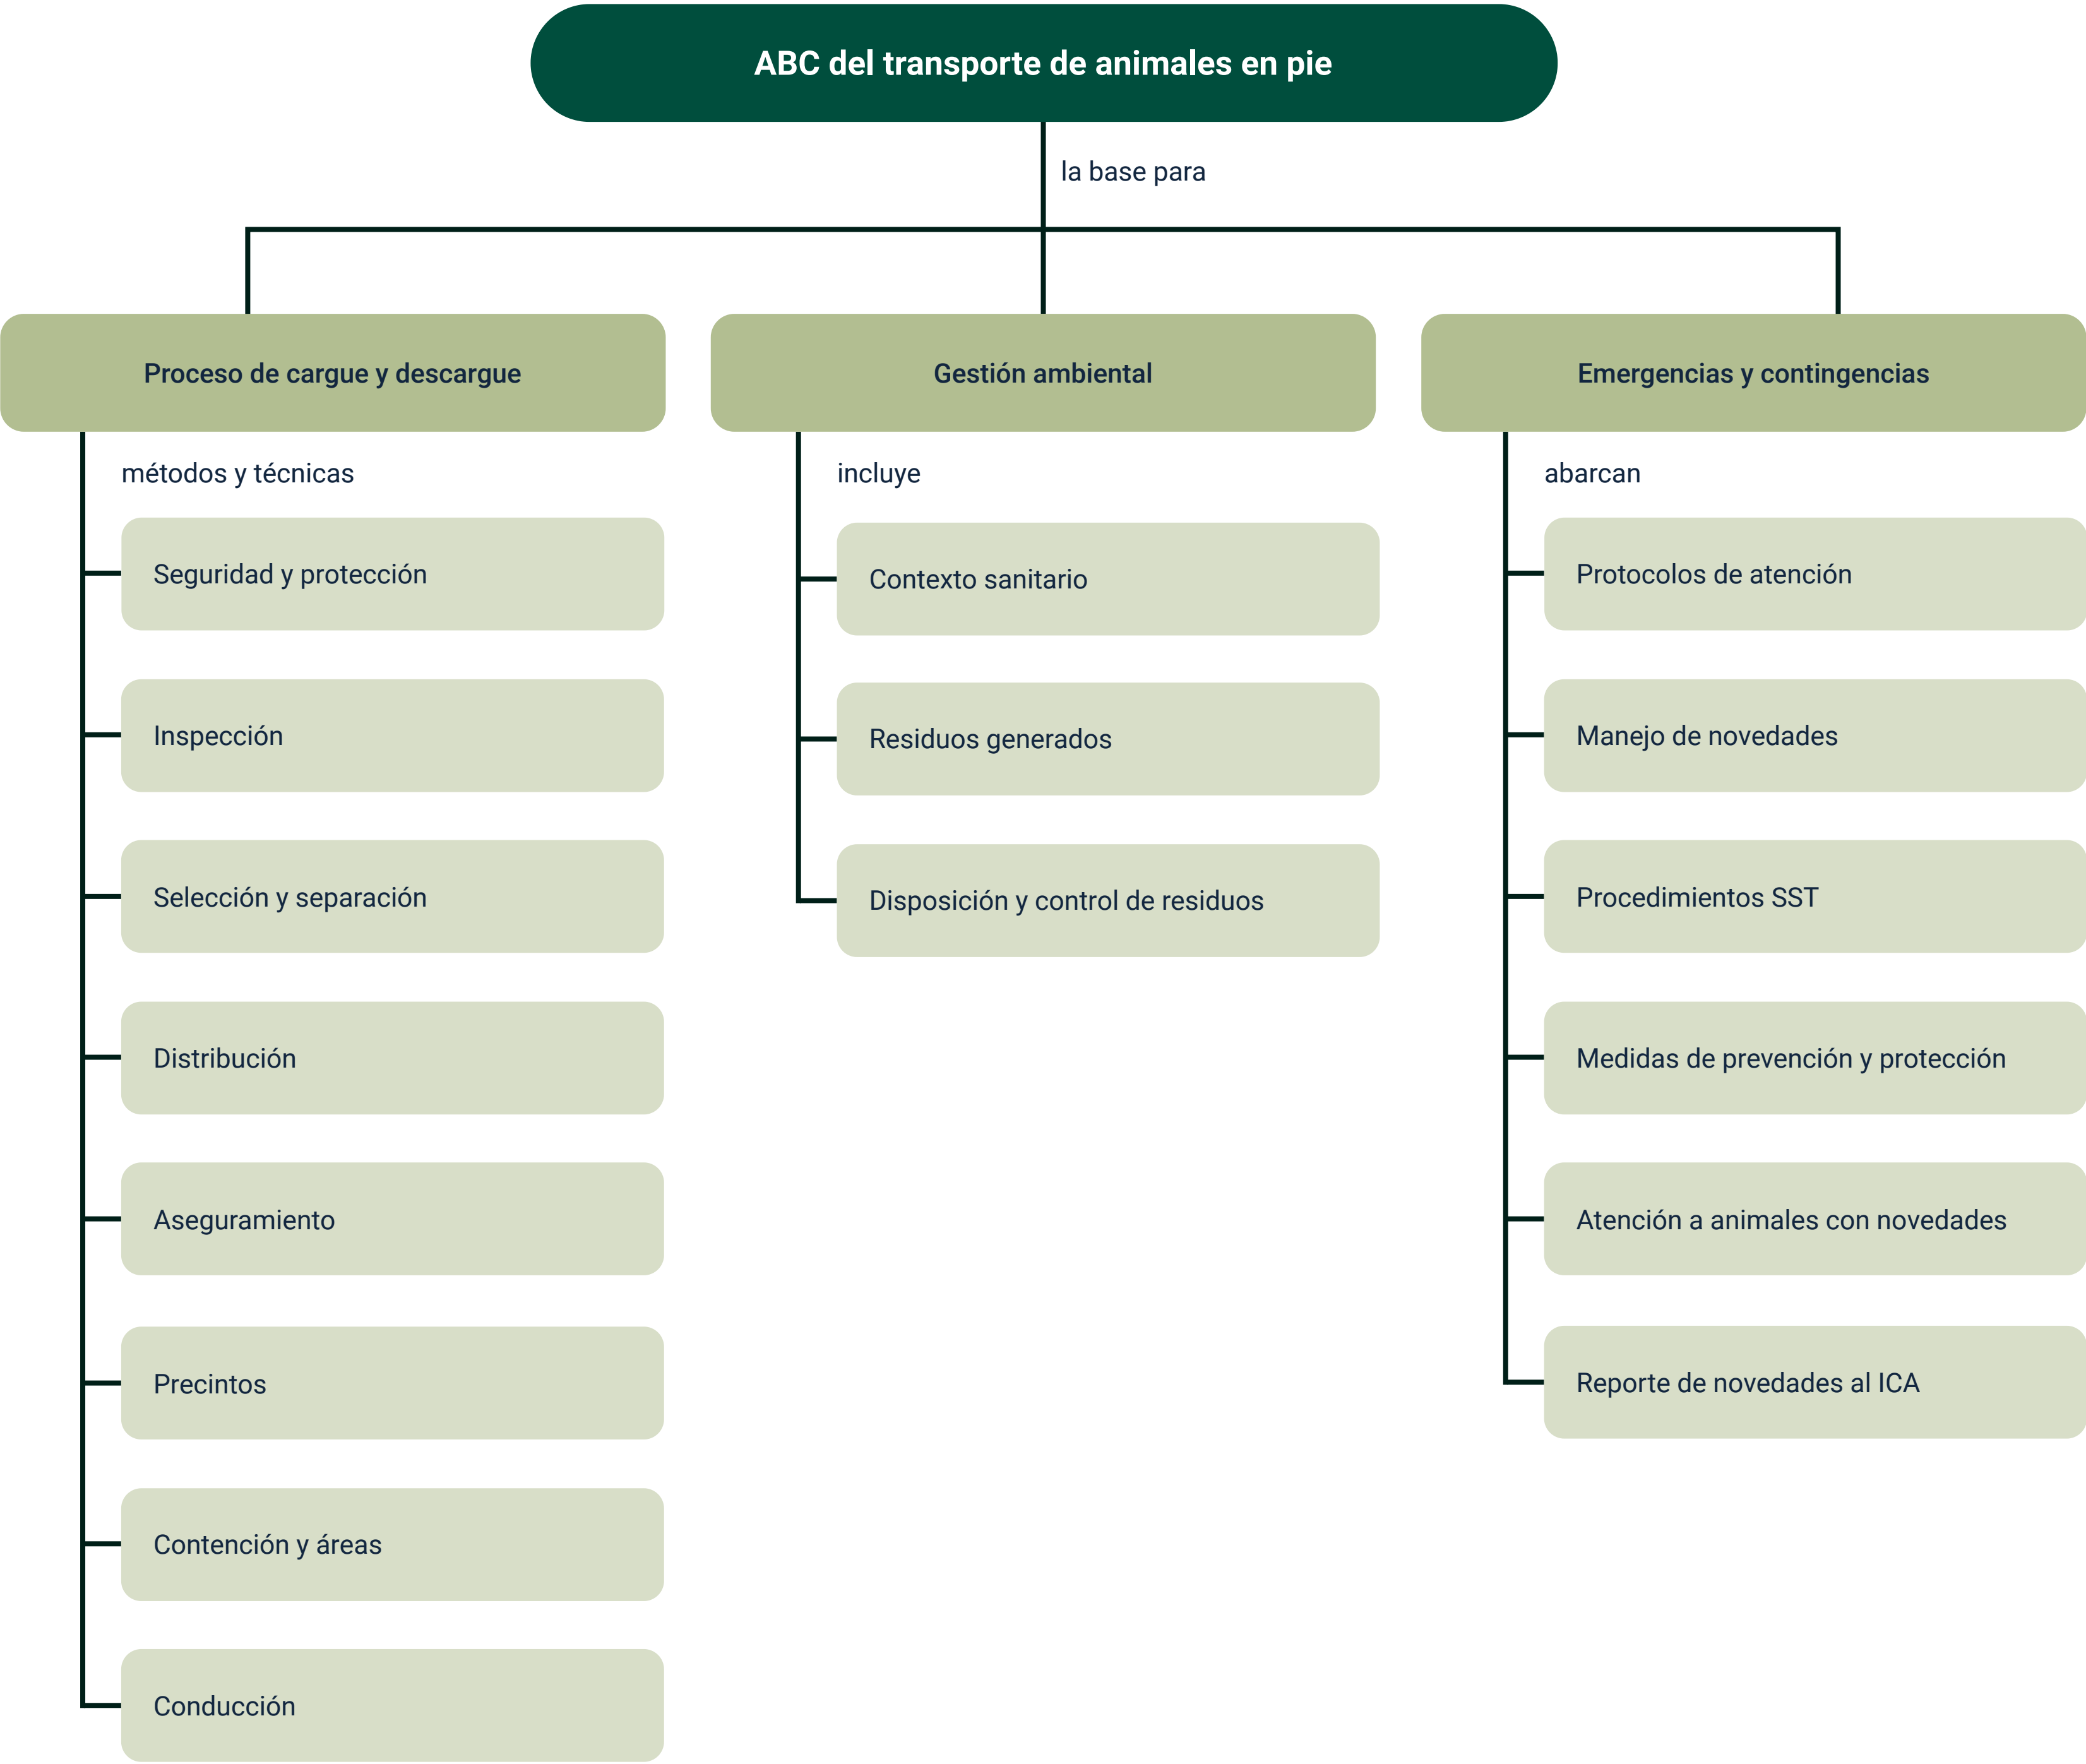 ABC del transporte de animales en pie
la base para
Proceso de cargue y descargue
métodos y técnicas
Seguridad y protección
Inspección
Selección y separación
Distribución
Aseguramiento
Precintos
Contención y áreas
Conducción
Gestión ambiental
incluye
Contexto sanitario
Residuos generados
Disposición y control de residuos
Emergencias y contingencias
abarcan
Protocolos de atención
Manejo de novedades
Procedimientos SST
Medidas de prevención y protección
Atención a animales con novedades
Reporte de novedades al ICA